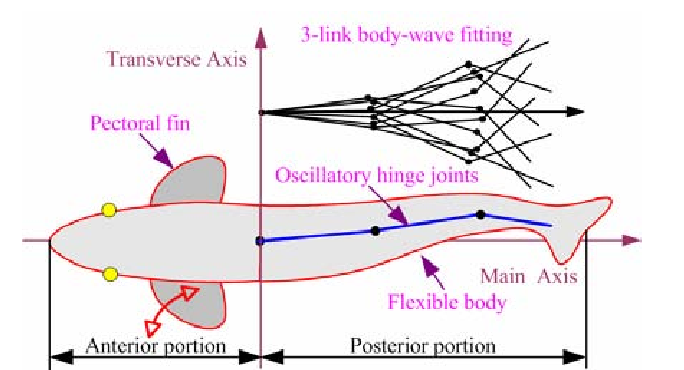 3-link body-wave fitting
Transverse Axis
Pectoral fin
Oscillatory hinge joints
Main Axis
Flexible body
Anterior portion
Posterior portion